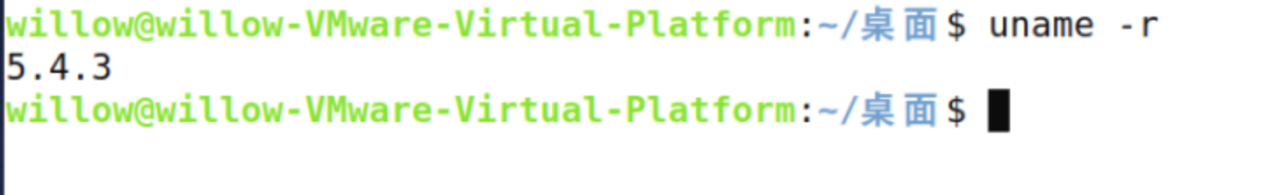 willow@willow-VMware-Virtual-Platform:~/桌面$ uname -r
5.4.3
willow@willow-VMware-Virtual-Platform:~/桌面$